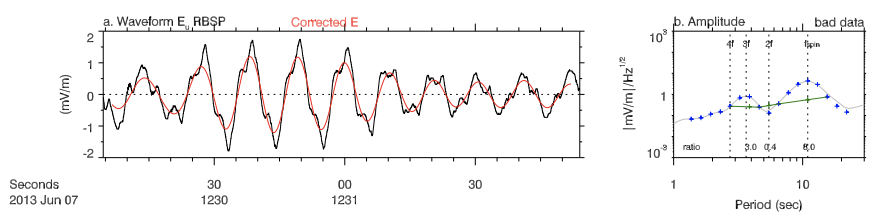 a. Waveform Eu RBSP Corrected E
b. Amplitude bad data
2
1
0
-1
-2
(mV/m)
30 00 30
Seconds
2013 Jun 07 1230 1231
10^3
1
10^-3
|mV/m|/Hz^1/2
4f 3f 2f fspin
ratio 3.0 0.4 6.0
1 10
Period (sec)